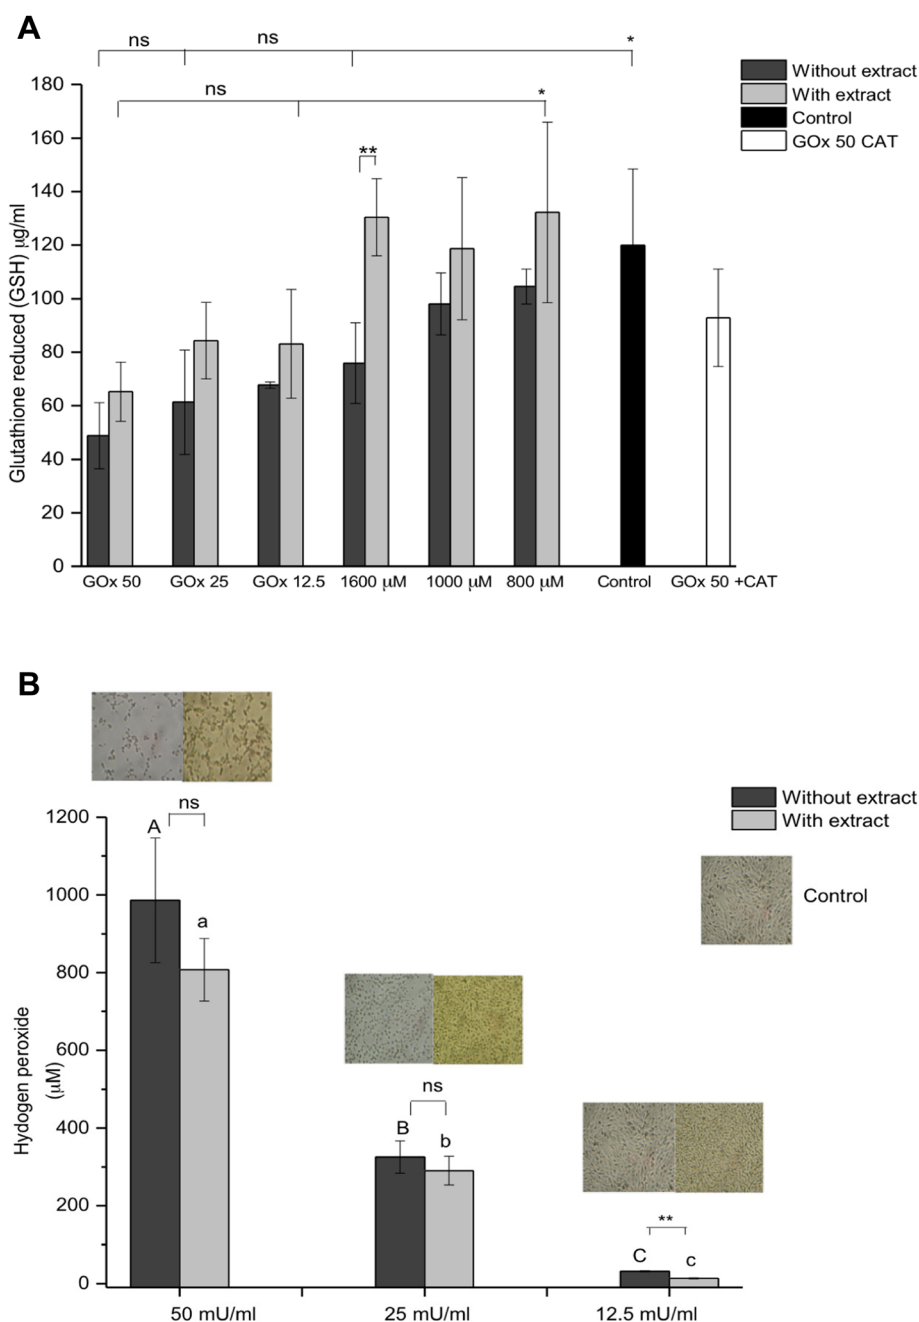 A
ns
ns
*
Without extract
With extract
Control
GOx 50 CAT
ns
*
**
180
160
140
120
100
80
60
40
20
0
Glutathione reduced (GSH) µg/ml
GOx 50
GOx 25
GOx 12.5
1600 µM
1000 µM
800 µM
Control
GOx 50 +CAT
B
Without extract
With extract
Control
ns
A
a
ns
B
b
**
C
c
1200
1000
800
600
400
200
0
Hydogen peroxide
(µM)
50 mU/ml
25 mU/ml
12.5 mU/ml